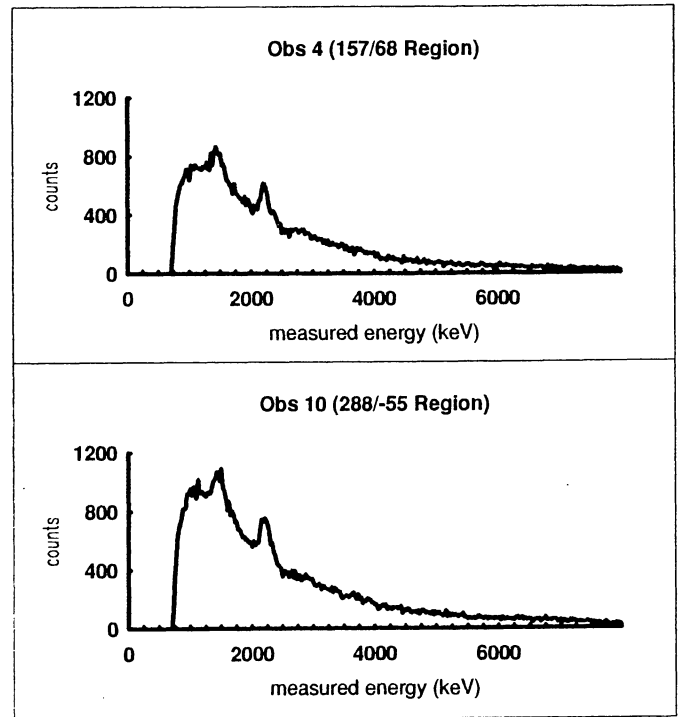 Obs 4 (157/68 Region)
1200
800
400
0
counts
0 2000 4000 6000
measured energy (keV)
Obs 10 (288/-55 Region)
1200
800
400
0
counts
0 2000 4000 6000
measured energy (keV)